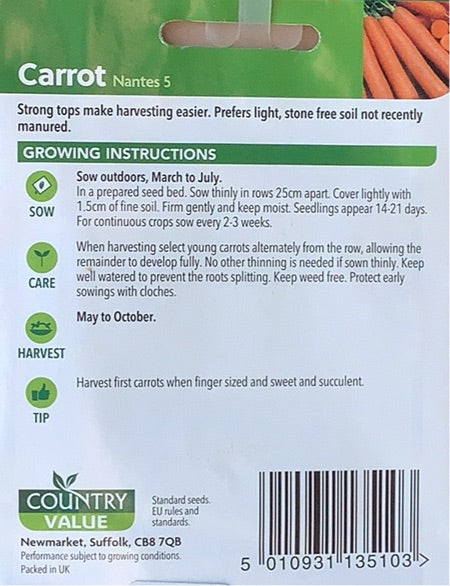 Carrot Nantes 5
Strong tops make harvesting easier. Prefers light, stone free soil not recently
manured.
GROWING INSTRUCTIONS
SOW
Sow outdoors, March to July.
In a prepared seed bed. Sow thinly in rows 25cm apart. Cover lightly with
1.5cm of fine soil. Firm gently and keep moist. Seedlings appear 14-21 days.
For continuous crops sow every 2-3 weeks.
CARE
When harvesting select young carrots alternately from the row, allowing the
remainder to develop fully. No other thinning is needed if sown thinly. Keep
well watered to prevent the roots splitting. Keep weed free. Protect early
sowings with cloches.
HARVEST
May to October.
TIP
Harvest first carrots when finger sized and sweet and succulent.
COUNTRY
VALUE
Standard seeds.
EU rules and
standards.
Newmarket, Suffolk, CB8 7QB
Performance subject to growing conditions.
Packed in UK
5 010931 135103 >